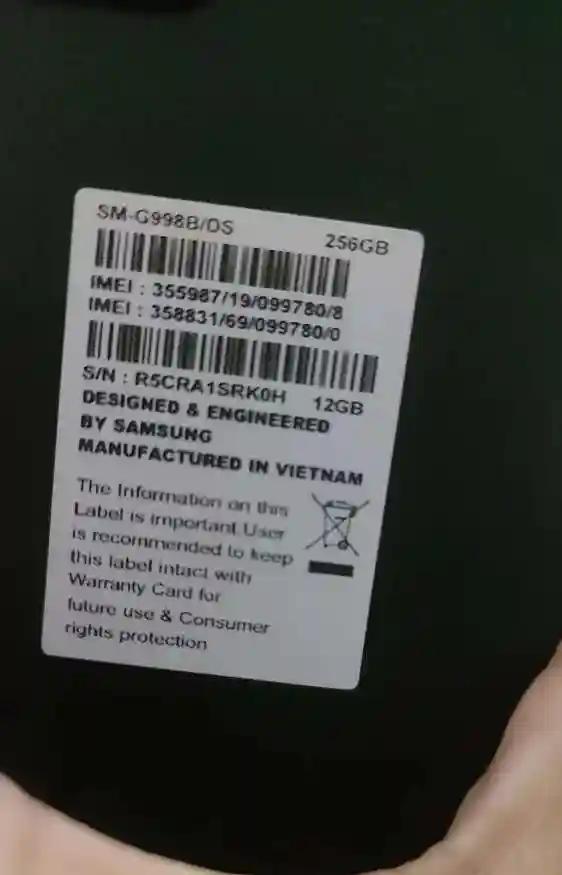 SM-G998B/DS
256GB
IMEI : 355987/19/099780/8
IMEI : 358831/69/099780/0
S/N : R5CRA1SRK0H 12GB
DESIGNED & ENGINEERED
BY SAMSUNG
MANUFACTURED IN VIETNAM
The Information on this
Label is important.User
is recommended to keep
this label intact with
Warranty Card for
future use & Consumer
rights protection